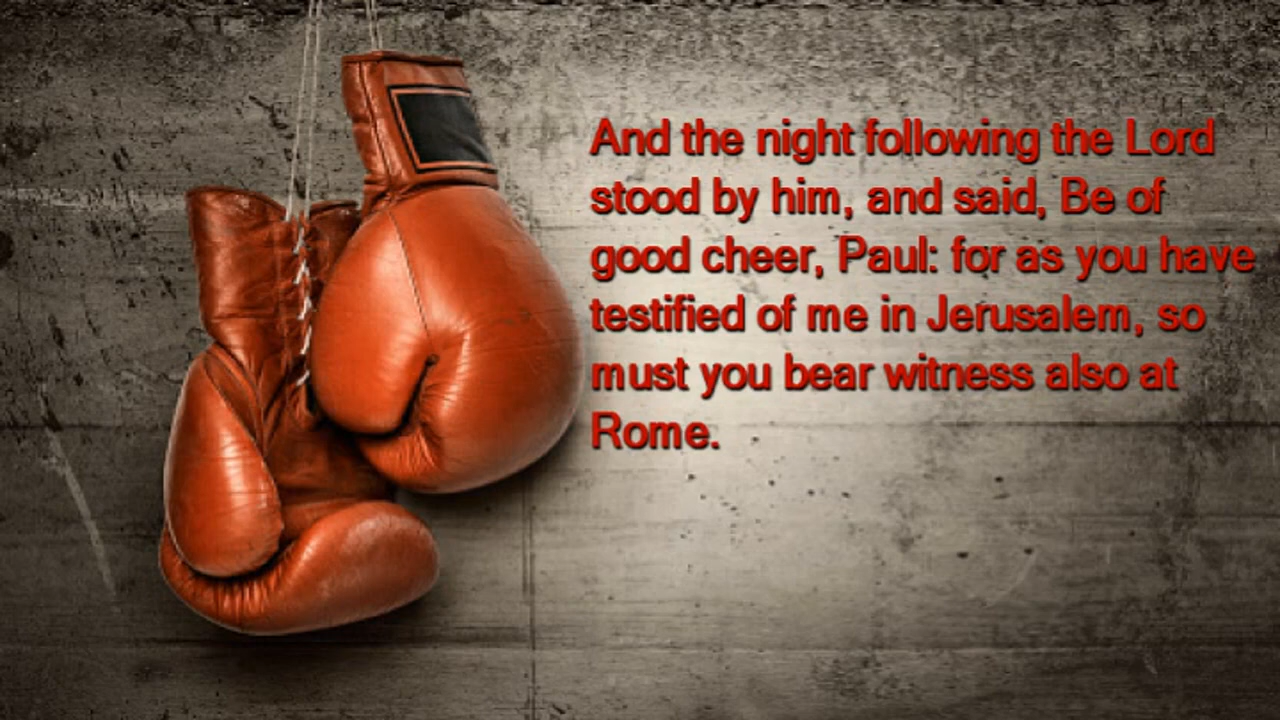 And the night following the Lord
stood by him, and said, Be of
good cheer, Paul: for as you have
testified of me in Jerusalem, so
must you bear witness also at
Rome.